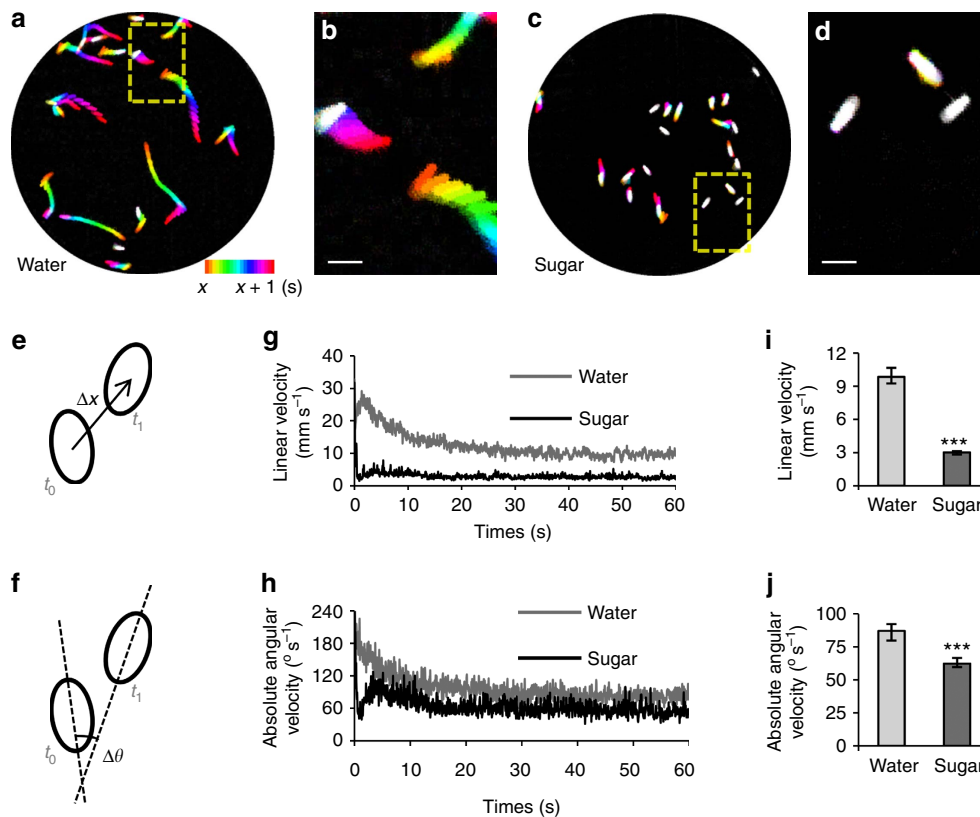 a
b
c
d
Water
x x + 1 (s)
Sugar
e
Δx
t1
t0
g
Linear velocity
(mm s–1)
40
30
20
10
0
Water
Sugar
0 10 20 30 40 50 60
Times (s)
i
Linear velocity
(mm s–1)
12
9
6
3
0
***
Water Sugar
f
t1
t0
Δθ
h
Absolute angular
velocity (° s–1)
240
180
120
60
0
Water
Sugar
0 10 20 30 40 50 60
Times (s)
j
Absolute angular
velocity (° s–1)
100
75
50
25
0
***
Water Sugar